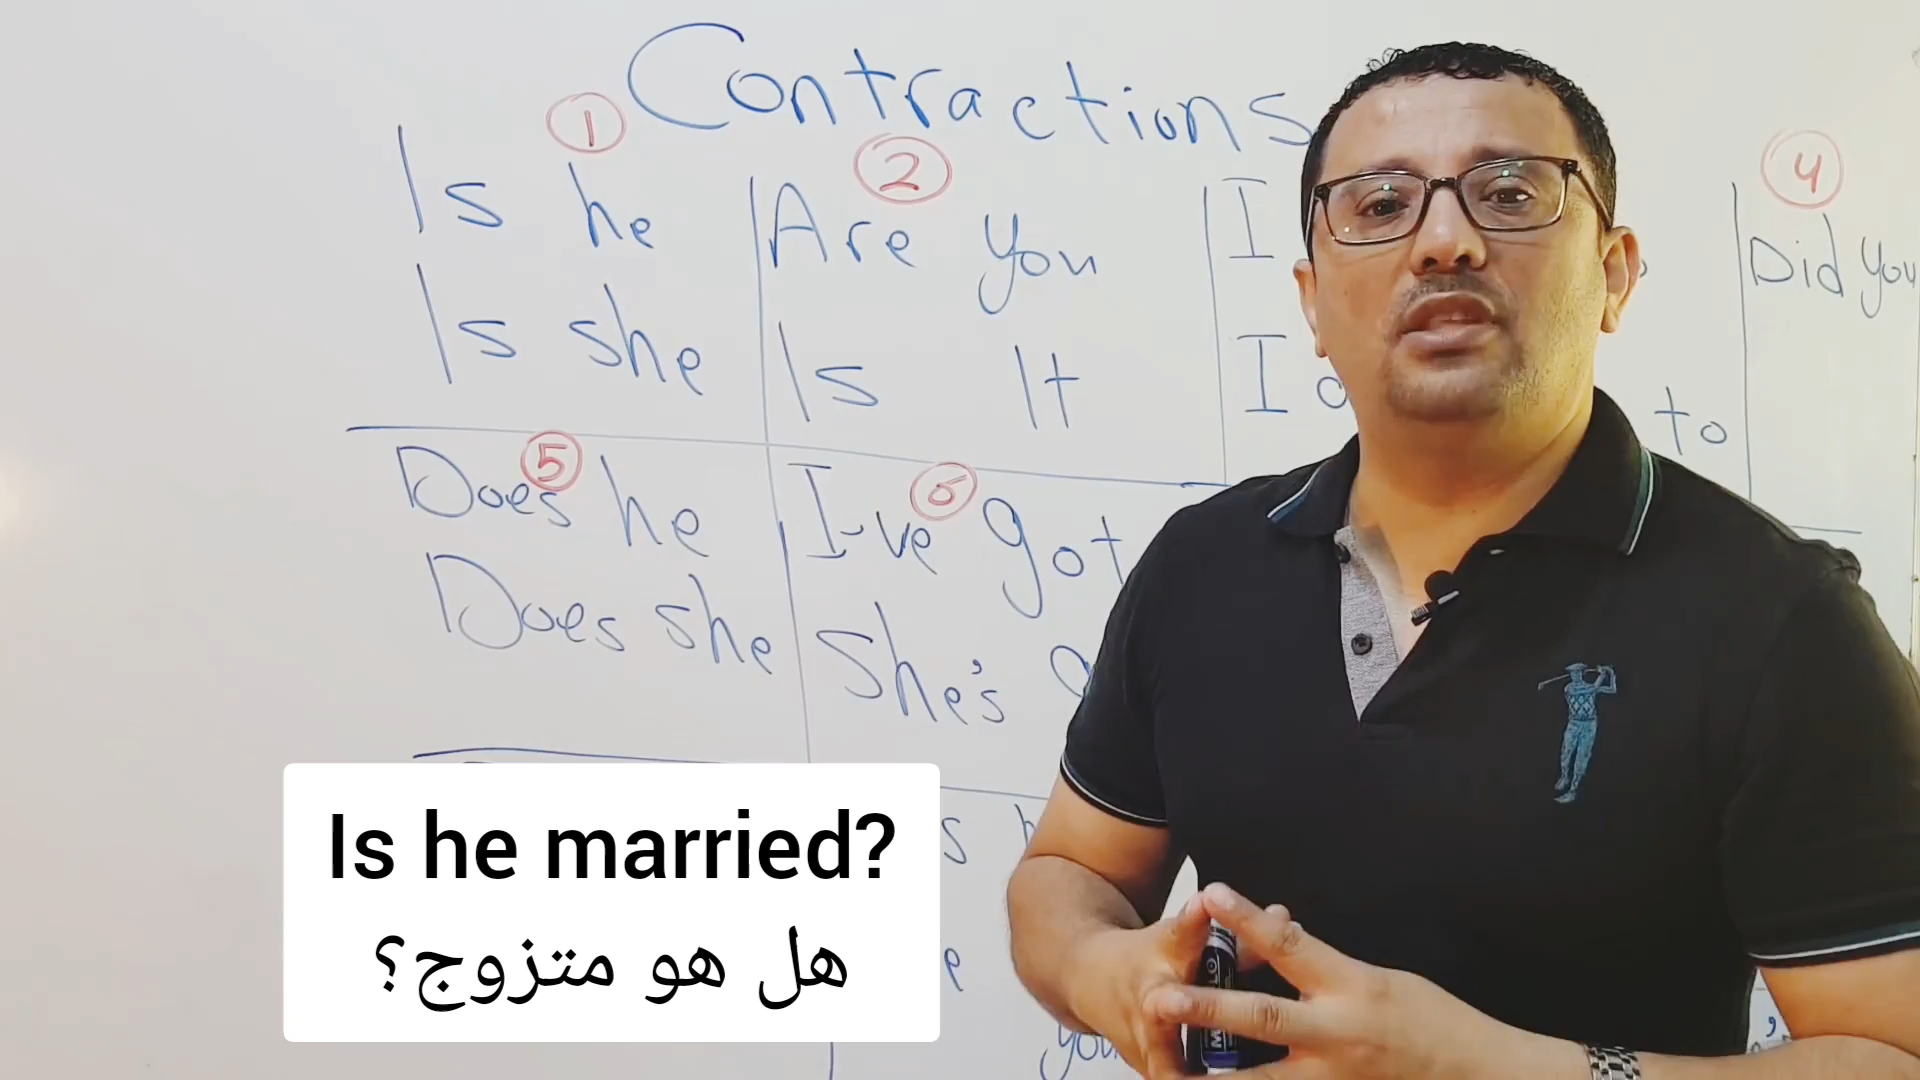 Contractions
1
Is he
Is she
2
Are you
Is It
I
I
to
4
Did you
5
Does he
Does she
6
I've got
She's
Is he married?
هل هو متزوج؟
you